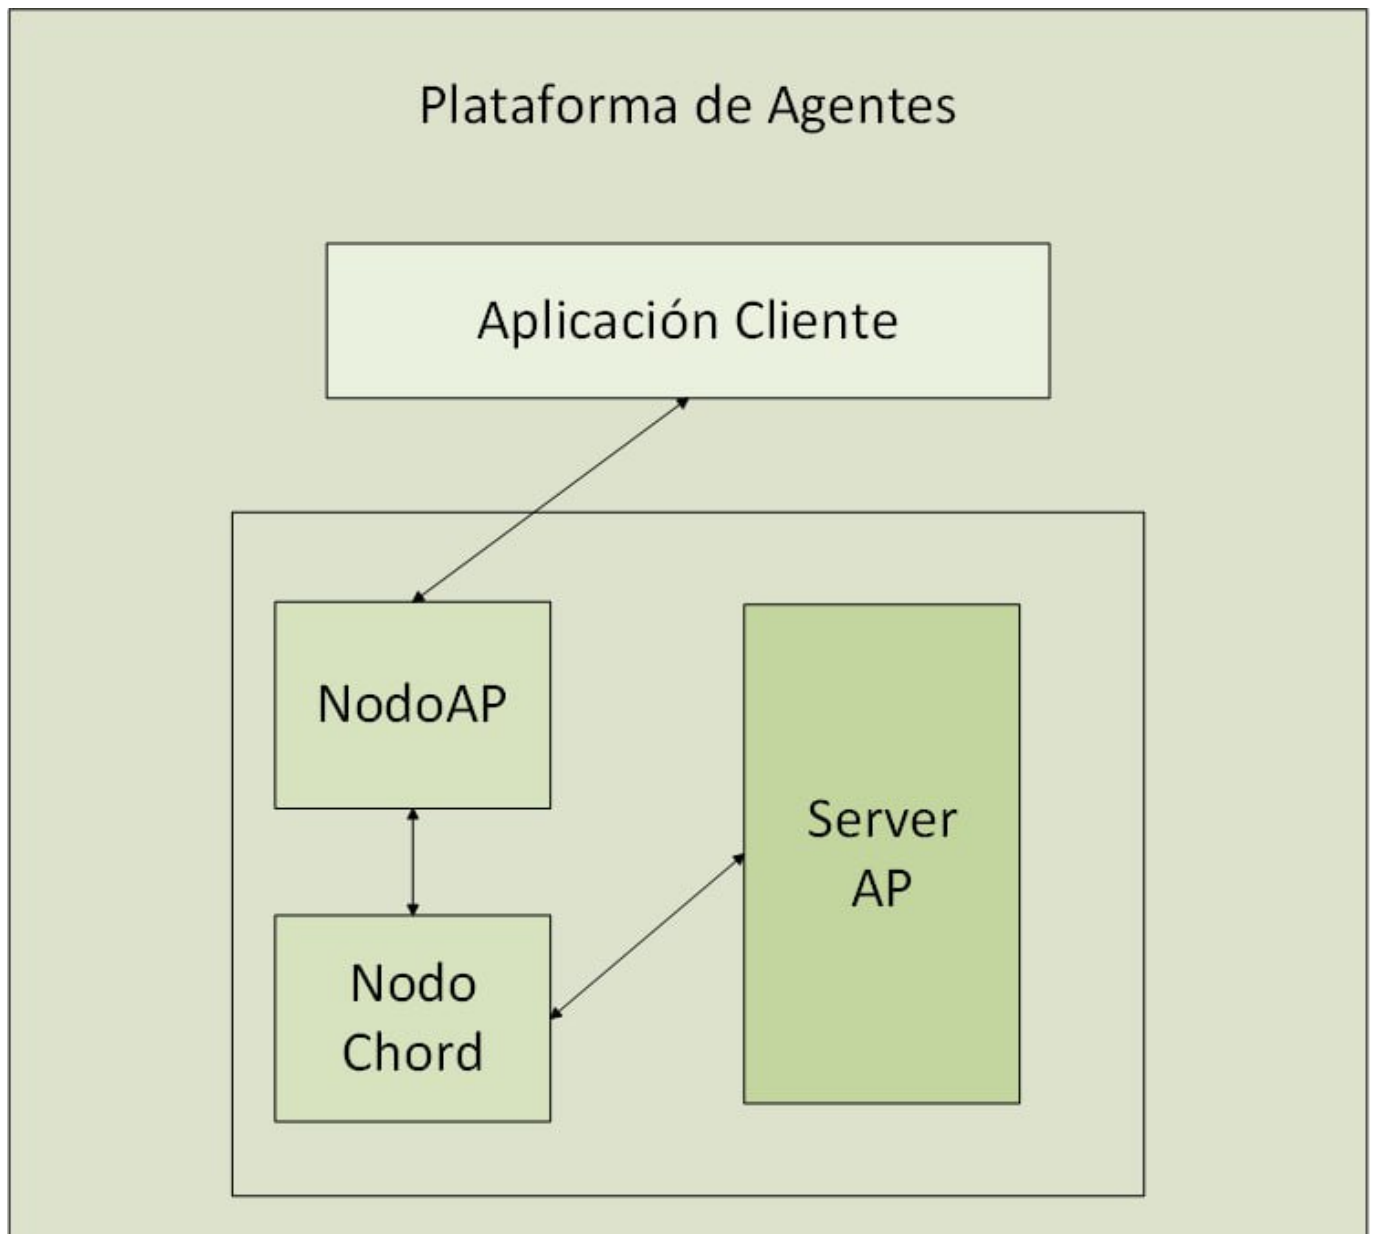 Plataforma de Agentes
Aplicación Cliente
NodoAP
Server
AP
Nodo
Chord